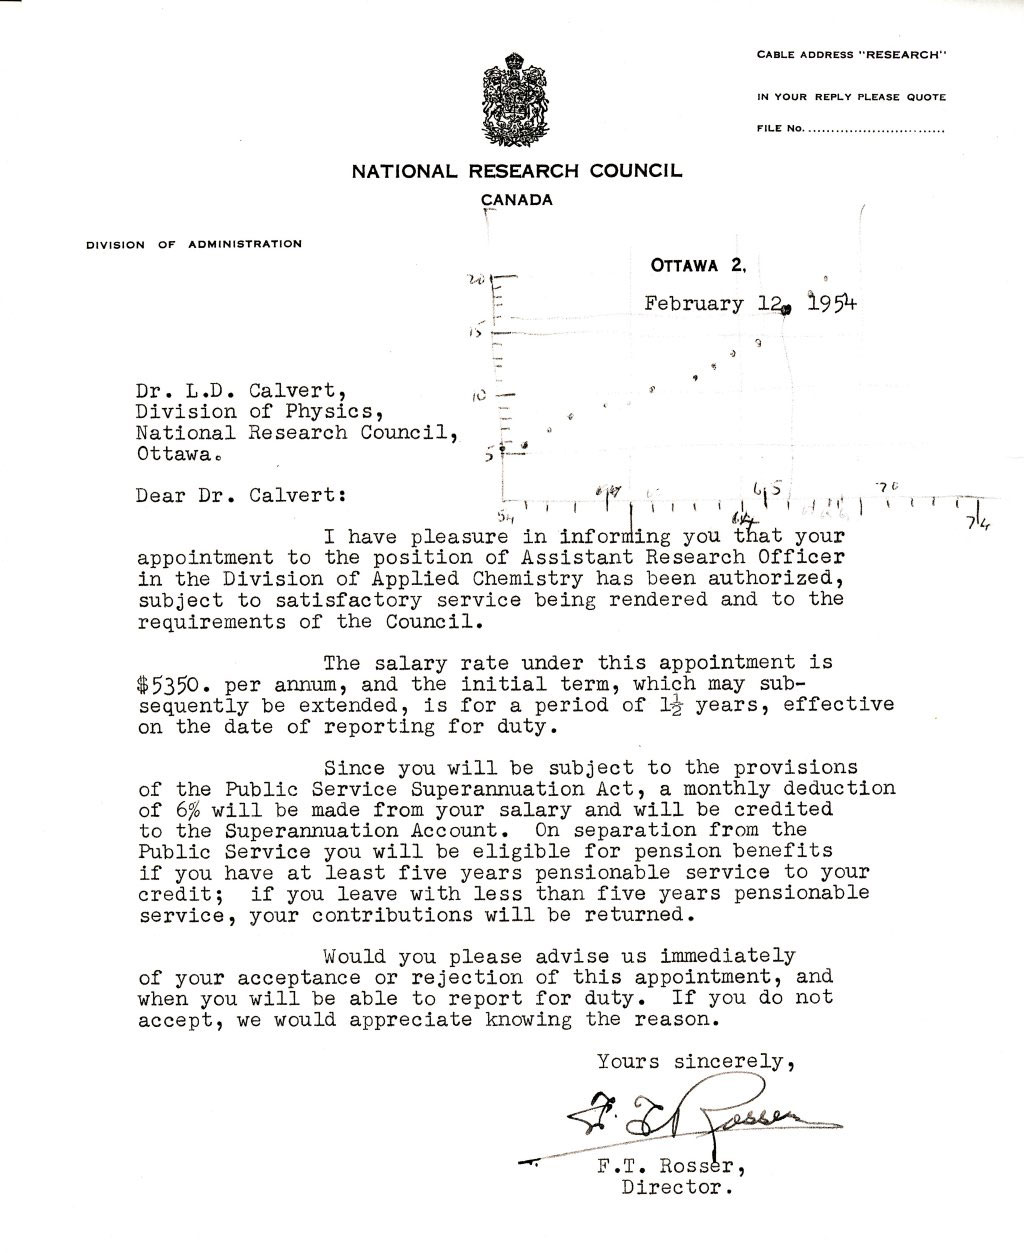 CABLE ADDRESS "RESEARCH"
IN YOUR REPLY PLEASE QUOTE
FILE No. ..............................
NATIONAL RESEARCH COUNCIL
CANADA
DIVISION OF ADMINISTRATION
OTTAWA 2,
February 12, 1954
20
15
10
5
54
64
65
70
74
Dr. L.D. Calvert,
Division of Physics,
National Research Council,
Ottawa.
Dear Dr. Calvert:
I have pleasure in informing you that your
appointment to the position of Assistant Research Officer
in the Division of Applied Chemistry has been authorized,
subject to satisfactory service being rendered and to the
requirements of the Council.
The salary rate under this appointment is
$5350. per annum, and the initial term, which may sub-
sequently be extended, is for a period of 1½ years, effective
on the date of reporting for duty.
Since you will be subject to the provisions
of the Public Service Superannuation Act, a monthly deduction
of 6% will be made from your salary and will be credited
to the Superannuation Account. On separation from the
Public Service you will be eligible for pension benefits
if you have at least five years pensionable service to your
credit; if you leave with less than five years pensionable
service, your contributions will be returned.
Would you please advise us immediately
of your acceptance or rejection of this appointment, and
when you will be able to report for duty. If you do not
accept, we would appreciate knowing the reason.
Yours sincerely,
F. T. Rosser
F.T. Rosser,
Director.